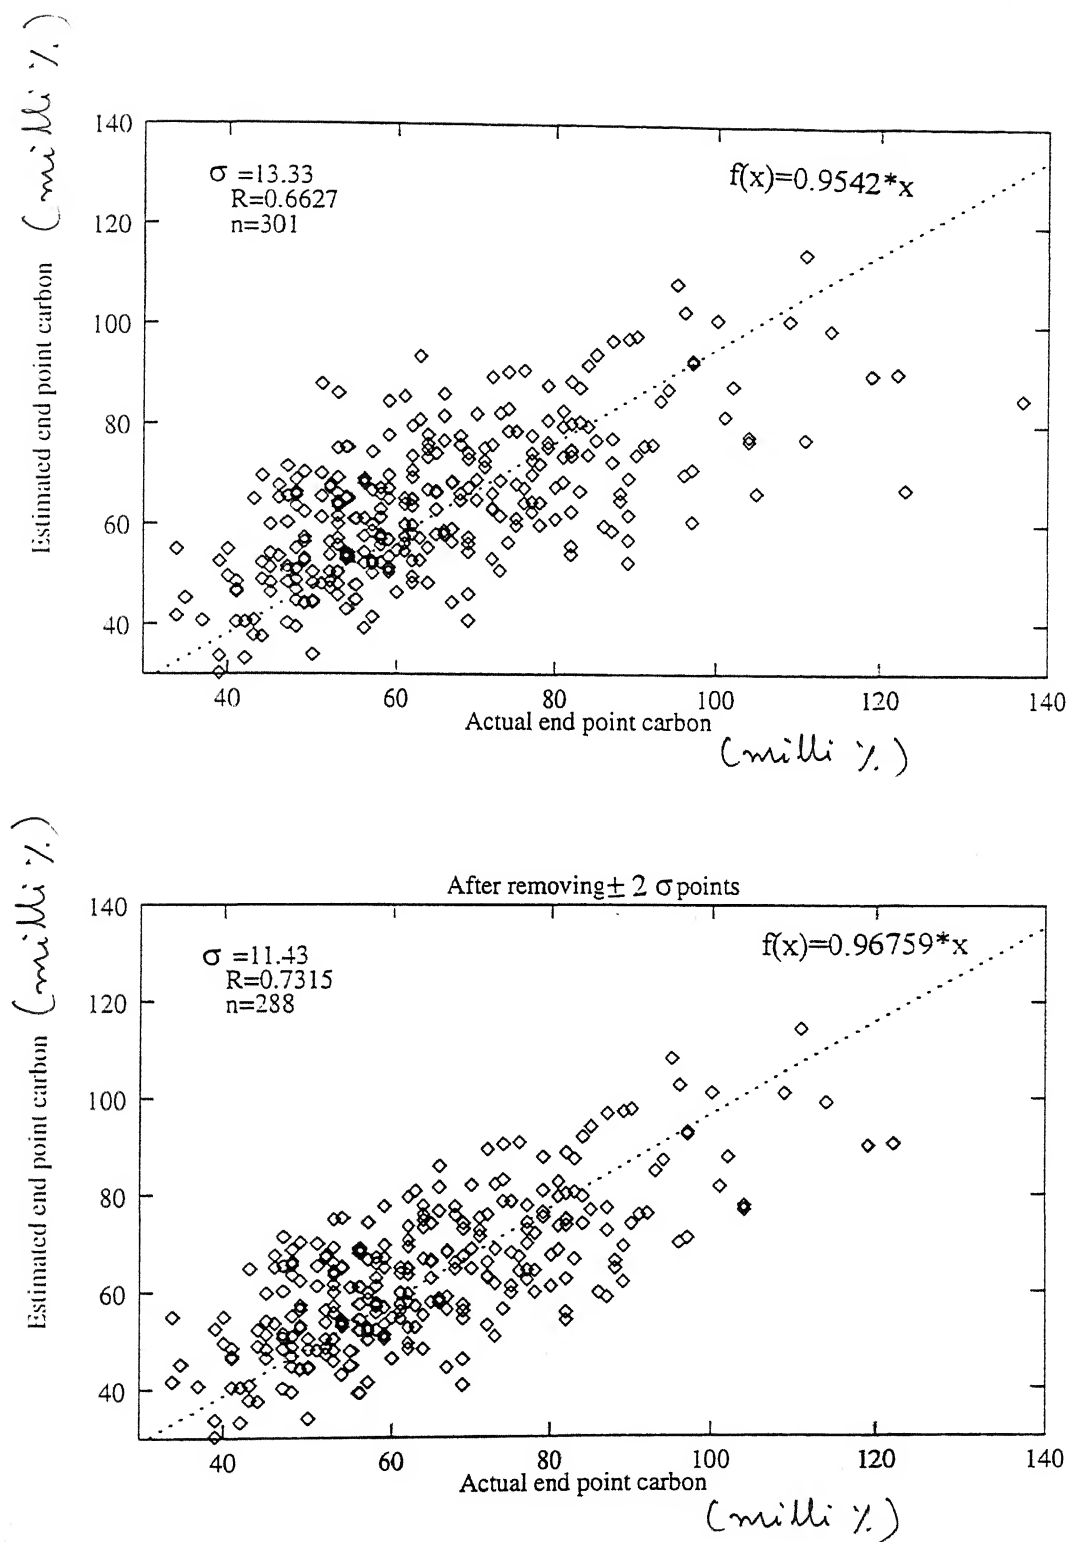 Estimated end point carbon (milli %)
140
120
100
80
60
40
σ =13.33
R=0.6627
n=301
f(x)=0.9542*x
40 60 80 100 120 140
Actual end point carbon
(milli %)
After removing± 2 σ points
Estimated end point carbon (milli %)
140
120
100
80
60
40
σ =11.43
R=0.7315
n=288
f(x)=0.96759*x
40 60 80 100 120 140
Actual end point carbon
(milli %)